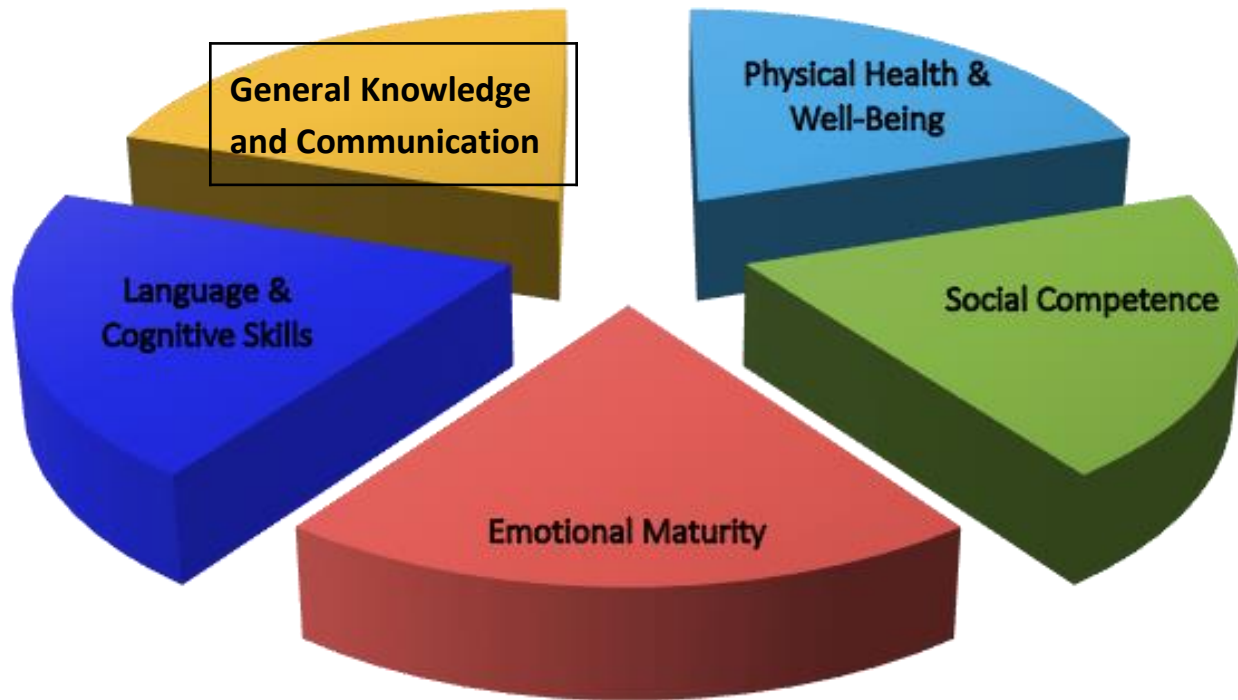 General Knowledge
and Communication
Physical Health &
Well-Being
Language &
Cognitive Skills
Social Competence
Emotional Maturity